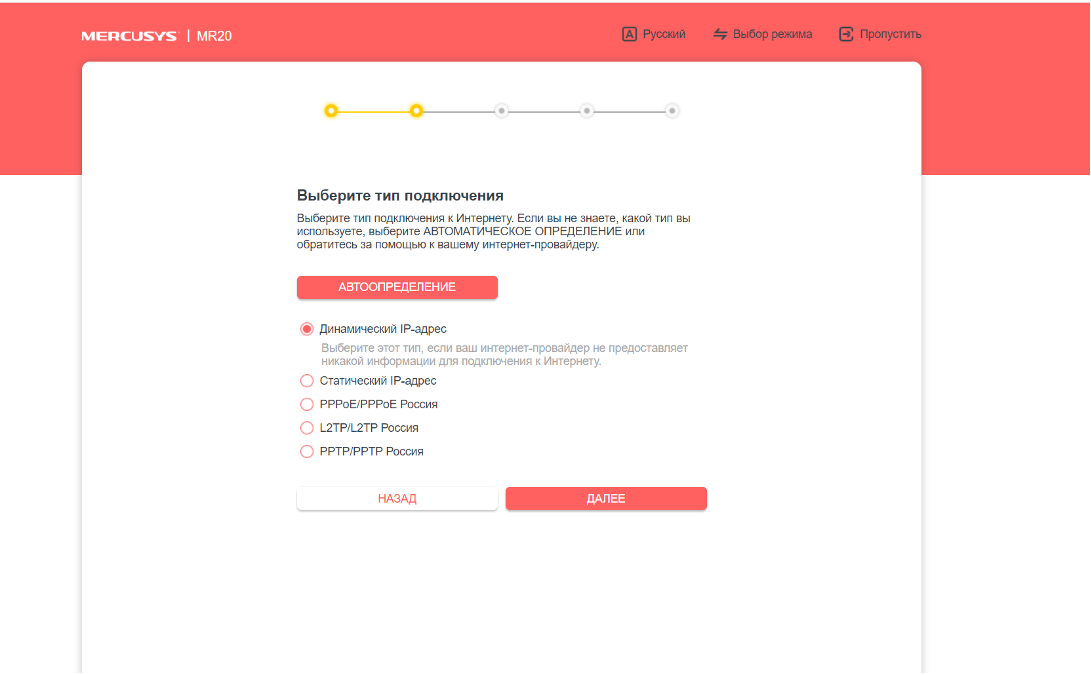 MERCUSYS | MR20
Русский
Выбор режима
Пропустить
Выберите тип подключения
Выберите тип подключения к Интернету. Если вы не знаете, какой тип вы
используете, выберите АВТОМАТИЧЕСКОЕ ОПРЕДЕЛЕНИЕ или
обратитесь за помощью к вашему интернет-провайдеру.
АВТООПРЕДЕЛЕНИЕ
Динамический IP-адрес
Выберите этот тип, если ваш интернет-провайдер не предоставляет
никакой информации для подключения к Интернету.
Статический IP-адрес
PPPoE/PPPoE Россия
L2TP/L2TP Россия
PPTP/PPTP Россия
НАЗАД
ДАЛЕЕ